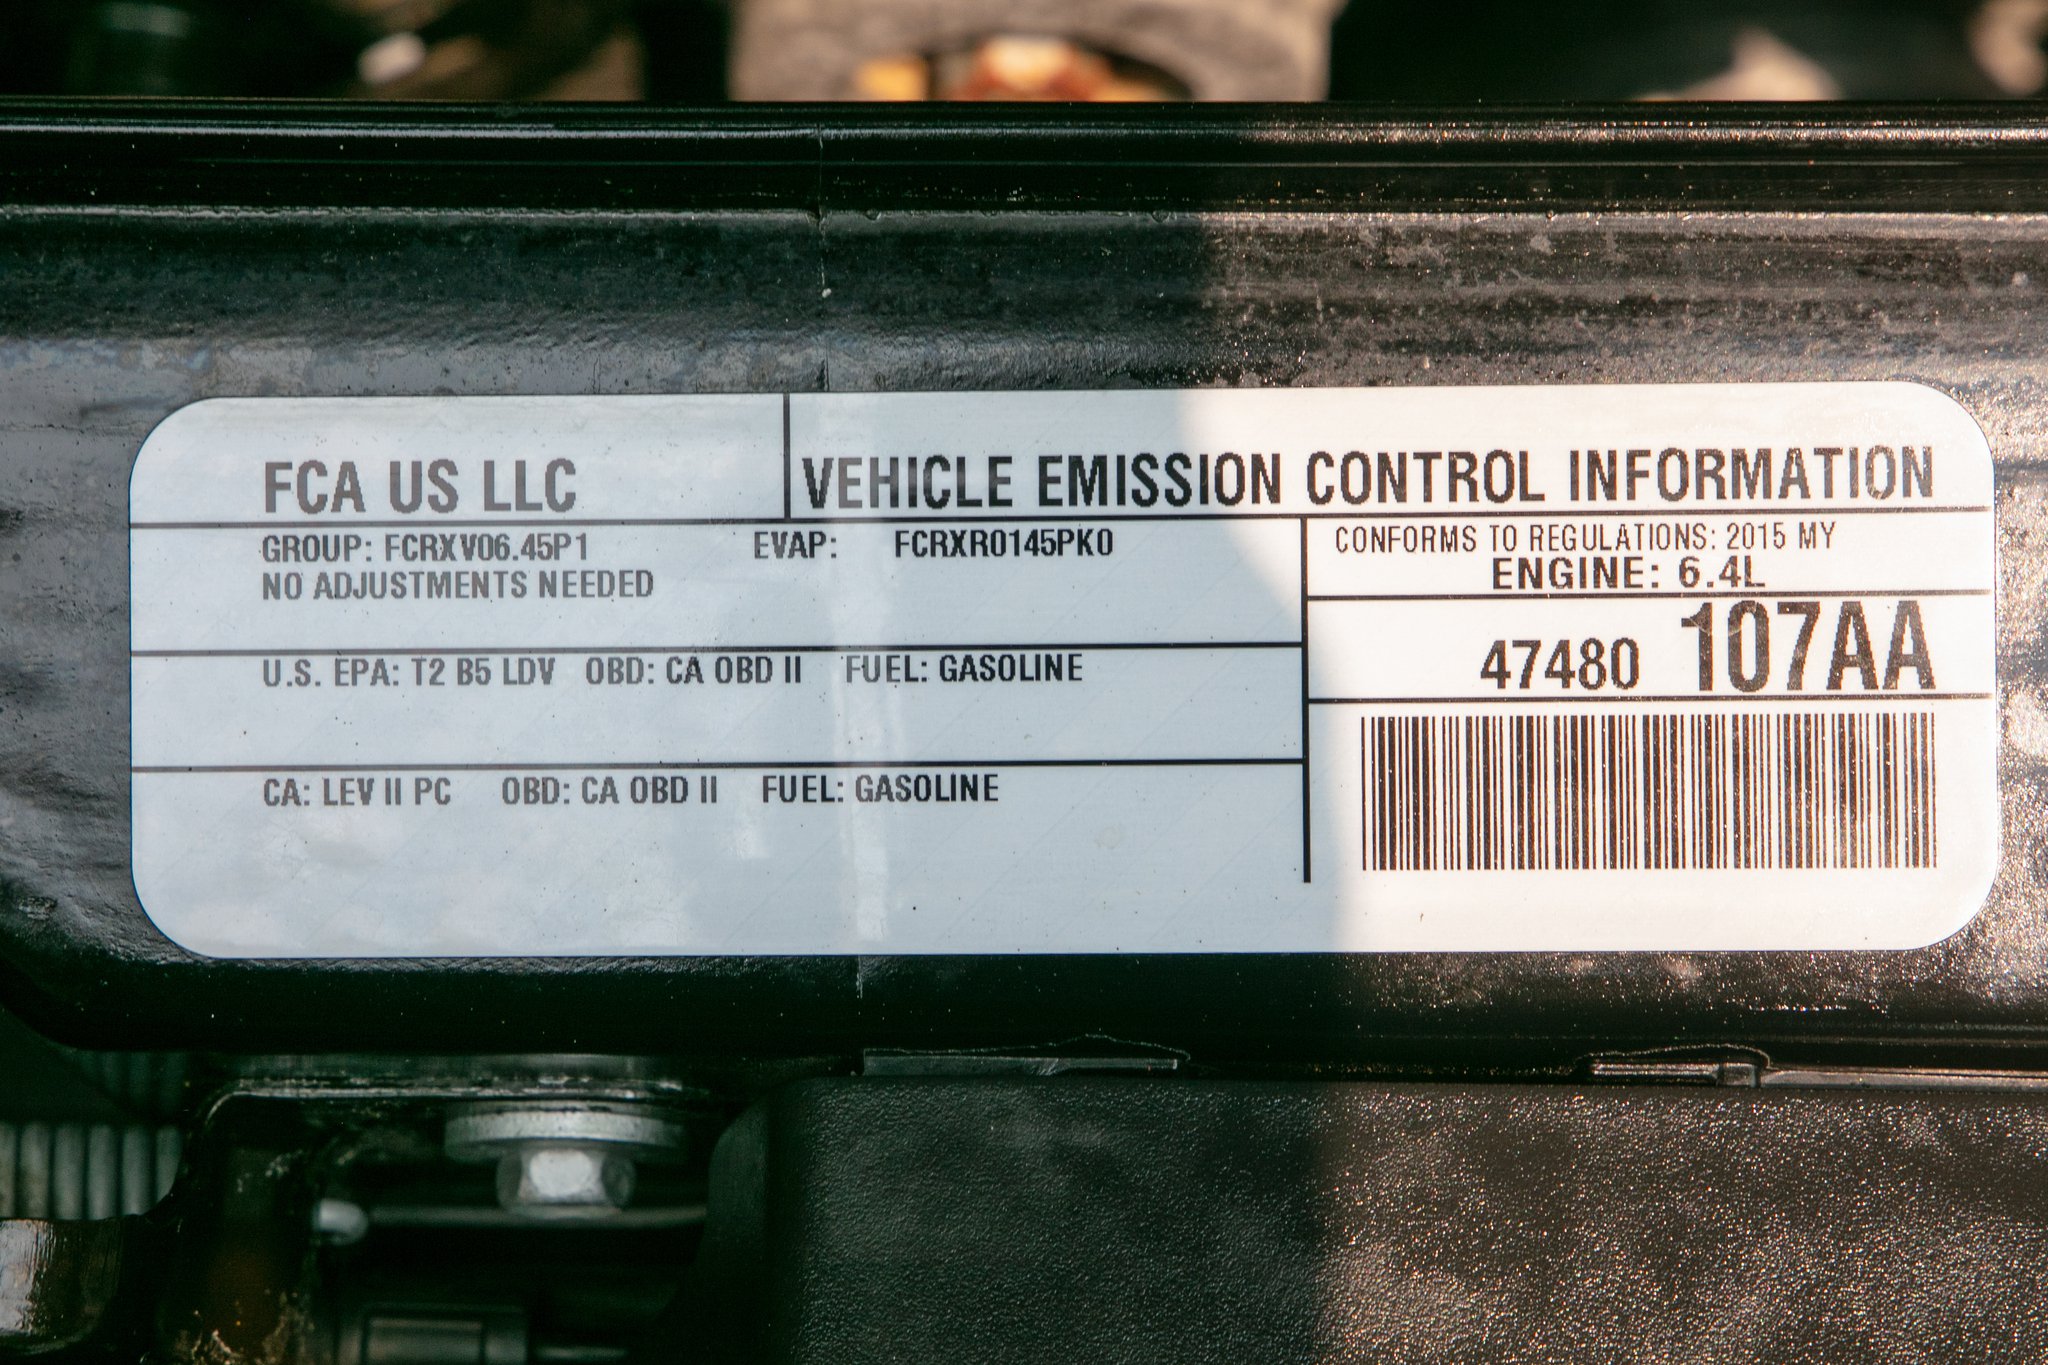 FCA US LLC
VEHICLE EMISSION CONTROL INFORMATION
GROUP: FCRXV06.45P1 EVAP: FCRXR0145PK0
NO ADJUSTMENTS NEEDED
CONFORMS TO REGULATIONS: 2015 MY
ENGINE: 6.4L
47480 107AA
U.S. EPA: T2 B5 LDV OBD: CA OBD II FUEL: GASOLINE
CA: LEV II PC OBD: CA OBD II FUEL: GASOLINE